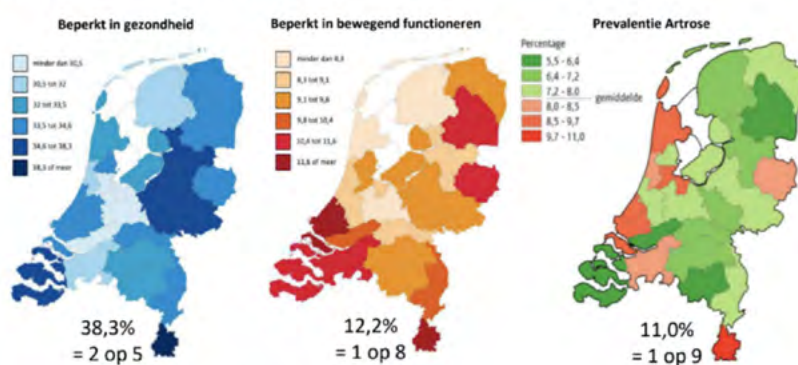 Beperkt in gezondheid
minder dan 30,5
30,5 tot 32
32 tot 33,5
33,5 tot 34,6
34,6 tot 38,3
38,3 of meer
38,3%
= 2 op 5
Beperkt in bewegend functioneren
minder dan 8,3
8,3 tot 9,1
9,1 tot 9,8
9,8 tot 10,4
10,4 tot 11,6
11,6 of meer
12,2%
= 1 op 8
Prevalentie Artrose
Percentage
5,5 - 6,4
6,4 - 7,2
7,2 - 8,0
gemiddelde
8,0 - 8,5
8,5 - 9,7
9,7 - 11,0
11,0%
= 1 op 9